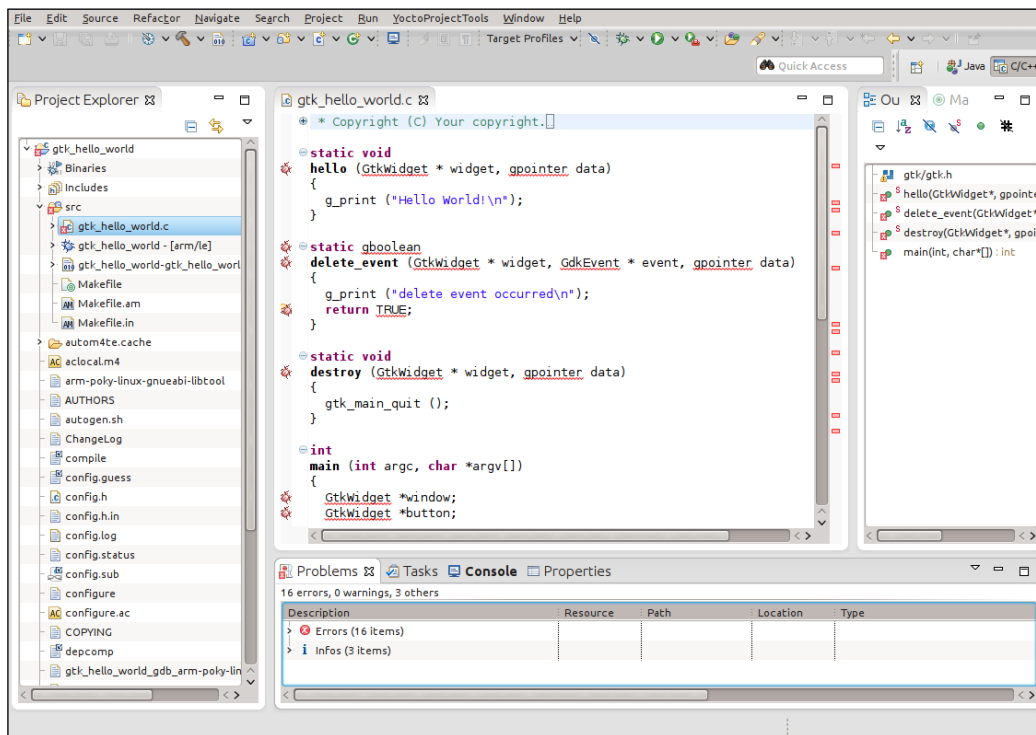 File Edit Source Refactor Navigate Search Project Run YoctoProjectTools Window Help
Target Profiles
Quick Access
Java
C/C++
Project Explorer
gtk_hello_world
Binaries
Includes
src
gtk_hello_world.c
gtk_hello_world - [arm/le]
gtk_hello_world-gtk_hello_worl
Makefile
Makefile.am
Makefile.in
autom4te.cache
aclocal.m4
arm-poky-linux-gnueabi-libtool
AUTHORS
autogen.sh
ChangeLog
compile
config.guess
config.h
config.h.in
config.log
config.status
config.sub
configure
configure.ac
COPYING
depcomp
gtk_hello_world_gdb_arm-poky-lin
gtk_hello_world.c
* Copyright (C) Your copyright.
static void
hello (GtkWidget * widget, gpointer data)
{
g_print ("Hello World!\n");
}
static gboolean
delete_event (GtkWidget * widget, GdkEvent * event, gpointer data)
{
g_print ("delete event occurred\n");
return TRUE;
}
static void
destroy (GtkWidget * widget, gpointer data)
{
gtk_main_quit ();
}
int
main (int argc, char *argv[])
{
GtkWidget *window;
GtkWidget *button;
Ou Ma
gtk/gtk.h
hello(GtkWidget*, gpointe
delete_event(GtkWidget*
destroy(GtkWidget*, gpoi
main(int, char*[]) : int
Problems Tasks Console Properties
16 errors, 0 warnings, 3 others
Description Resource Path Location Type
Errors (16 items)
Infos (3 items)